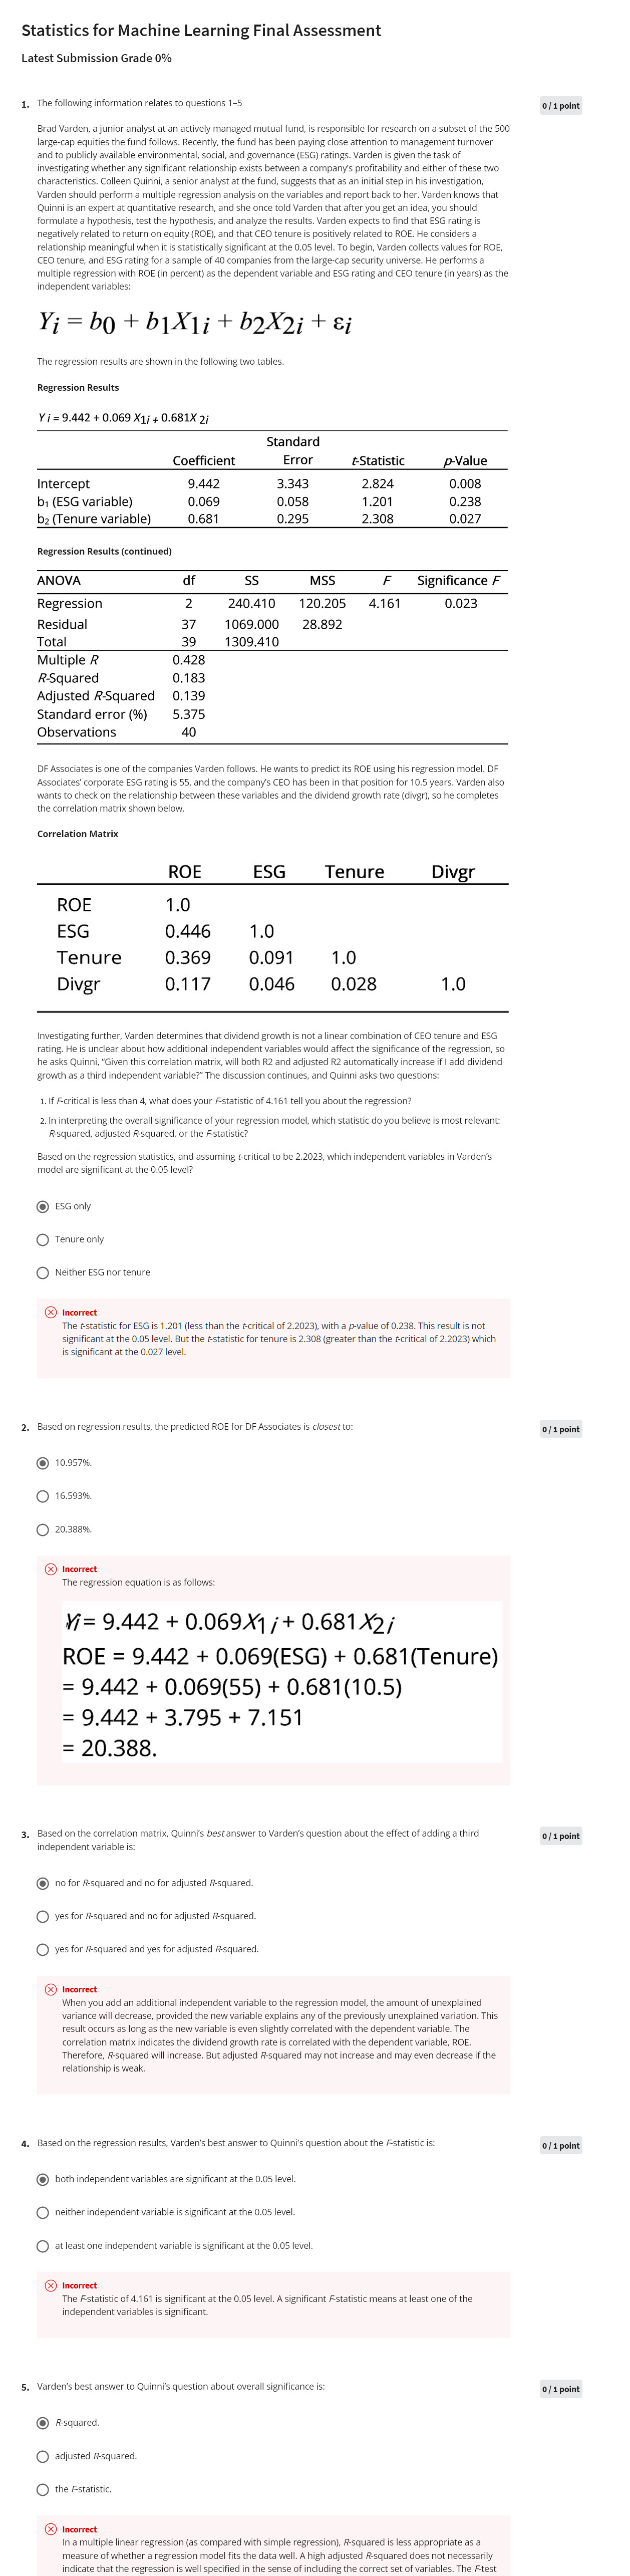 Statistics for Machine Learning Final Assessment
Latest Submission Grade 0%
1. The following information relates to questions 1–5
0 / 1 point
Brad Varden, a junior analyst at an actively managed mutual fund, is responsible for research on a subset of the 500
large-cap equities the fund follows. Recently, the fund has been paying close attention to management turnover
and to publicly available environmental, social, and governance (ESG) ratings. Varden is given the task of
investigating whether any significant relationship exists between a company's profitability and either of these two
characteristics. Colleen Quinni, a senior analyst at the fund, suggests that as an initial step in his investigation,
Varden should perform a multiple regression analysis on the variables and report back to her. Varden knows that
Quinni is an expert at quantitative research, and she once told Varden that after you get an idea, you should
formulate a hypothesis, test the hypothesis, and analyze the results. Varden expects to find that ESG rating is
negatively related to return on equity (ROE), and that CEO tenure is positively related to ROE. He considers a
relationship meaningful when it is statistically significant at the 0.05 level. To begin, Varden collects values for ROE,
CEO tenure, and ESG rating for a sample of 40 companies from the large-cap security universe. He performs a
multiple regression with ROE (in percent) as the dependent variable and ESG rating and CEO tenure (in years) as the
independent variables:
Yi = b0 + b1X1i + b2X2i + εi
The regression results are shown in the following two tables.
Regression Results
Y i = 9.442 + 0.069 X1i + 0.681X 2i
Coefficient Standard Error t-Statistic p-Value
Intercept 9.442 3.343 2.824 0.008
b1 (ESG variable) 0.069 0.058 1.201 0.238
b2 (Tenure variable) 0.681 0.295 2.308 0.027
Regression Results (continued)
ANOVA df SS MSS F Significance F
Regression 2 240.410 120.205 4.161 0.023
Residual 37 1069.000 28.892
Total 39 1309.410
Multiple R 0.428
R-Squared 0.183
Adjusted R-Squared 0.139
Standard error (%) 5.375
Observations 40
DF Associates is one of the companies Varden follows. He wants to predict its ROE using his regression model. DF
Associates' corporate ESG rating is 55, and the company's CEO has been in that position for 10.5 years. Varden also
wants to check on the relationship between these variables and the dividend growth rate (divgr), so he completes
the correlation matrix shown below.
Correlation Matrix
ROE ESG Tenure Divgr
ROE 1.0
ESG 0.446 1.0
Tenure 0.369 0.091 1.0
Divgr 0.117 0.046 0.028 1.0
Investigating further, Varden determines that dividend growth is not a linear combination of CEO tenure and ESG
rating. He is unclear about how additional independent variables would affect the significance of the regression, so
he asks Quinni, "Given this correlation matrix, will both R2 and adjusted R2 automatically increase if I add dividend
growth as a third independent variable?" The discussion continues, and Quinni asks two questions:
1. If F-critical is less than 4, what does your F-statistic of 4.161 tell you about the regression?
2. In interpreting the overall significance of your regression model, which statistic do you believe is most relevant:
R-squared, adjusted R-squared, or the F-statistic?
Based on the regression statistics, and assuming t-critical to be 2.2023, which independent variables in Varden's
model are significant at the 0.05 level?
ESG only
Tenure only
Neither ESG nor tenure
Incorrect
The t-statistic for ESG is 1.201 (less than the t-critical of 2.2023), with a p-value of 0.238. This result is not
significant at the 0.05 level. But the t-statistic for tenure is 2.308 (greater than the t-critical of 2.2023) which
is significant at the 0.027 level.
2. Based on regression results, the predicted ROE for DF Associates is closest to:
0 / 1 point
10.957%.
16.593%.
20.388%.
Incorrect
The regression equation is as follows:
Yi = 9.442 + 0.069X1i + 0.681X2i
ROE = 9.442 + 0.069(ESG) + 0.681(Tenure)
= 9.442 + 0.069(55) + 0.681(10.5)
= 9.442 + 3.795 + 7.151
= 20.388.
3. Based on the correlation matrix, Quinni's best answer to Varden's question about the effect of adding a third
independent variable is:
0 / 1 point
no for R-squared and no for adjusted R-squared.
yes for R-squared and no for adjusted R-squared.
yes for R-squared and yes for adjusted R-squared.
Incorrect
When you add an additional independent variable to the regression model, the amount of unexplained
variance will decrease, provided the new variable explains any of the previously unexplained variation. This
result occurs as long as the new variable is even slightly correlated with the dependent variable. The
correlation matrix indicates the dividend growth rate is correlated with the dependent variable, ROE.
Therefore, R-squared will increase. But adjusted R-squared may not increase and may even decrease if the
relationship is weak.
4. Based on the regression results, Varden's best answer to Quinni's question about the F-statistic is:
0 / 1 point
both independent variables are significant at the 0.05 level.
neither independent variable is significant at the 0.05 level.
at least one independent variable is significant at the 0.05 level.
Incorrect
The F-statistic of 4.161 is significant at the 0.05 level. A significant F-statistic means at least one of the
independent variables is significant.
5. Varden's best answer to Quinni's question about overall significance is:
0 / 1 point
R-squared.
adjusted R-squared.
the F-statistic.
Incorrect
In a multiple linear regression (as compared with simple regression), R-squared is less appropriate as a
measure of whether a regression model fits the data well. A high adjusted R-squared does not necessarily
indicate that the regression is well specified in the sense of including the correct set of variables. The F-test